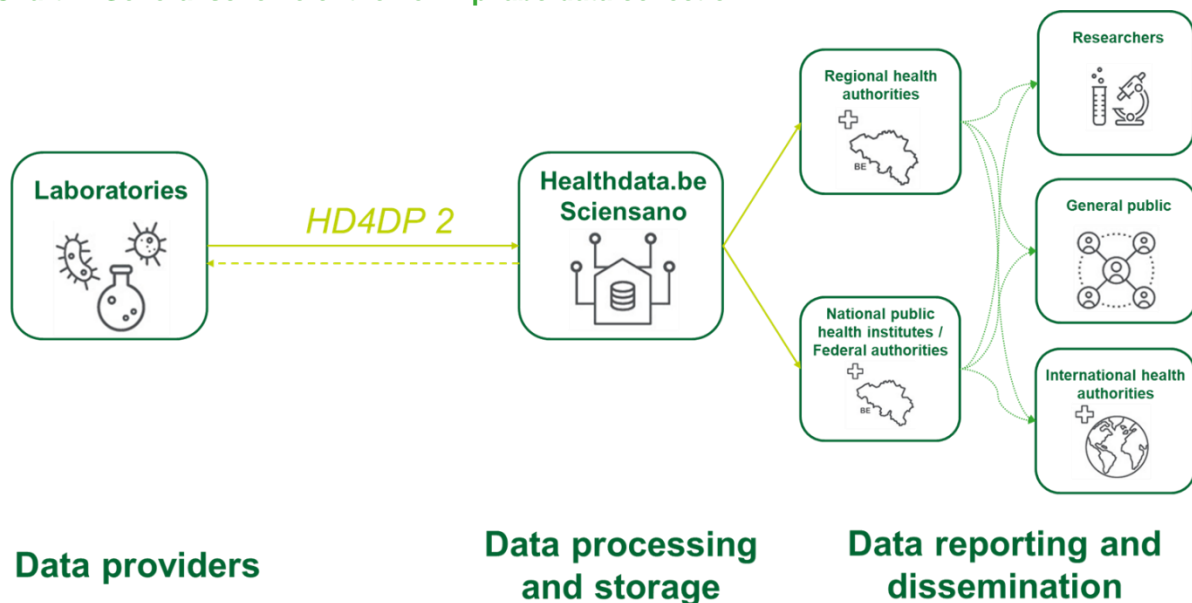 Researchers
Regional health
authorities
BE
Laboratories
HD4DP 2
Healthdata.be
Sciensano
General public
National public
health institutes /
Federal authorities
BE
International health
authorities
Data providers
Data processing
and storage
Data reporting and
dissemination